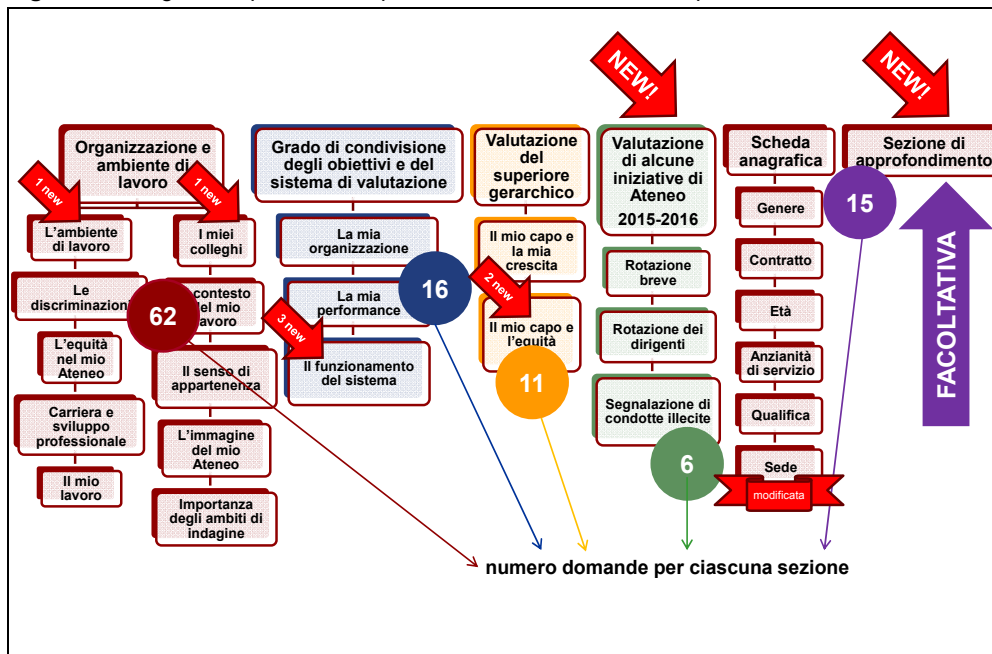 NEW!
NEW!
Organizzazione e
ambiente di
lavoro
1 new
1 new
L'ambiente
di lavoro
Le
discriminazioni
L'equità
nel mio
Ateneo
Carriera e
sviluppo
professionale
Il mio
lavoro
I miei
colleghi
contesto
del mio
lavoro
62
Il senso di
appartenenza
L'immagine
del mio
Ateneo
Importanza
degli ambiti di
indagine
Grado di condivisione
degli obiettivi e del
sistema di valutazione
La mia
organizzazione
La mia
performance
3 new
Il funzionamento
del sistema
16
Valutazione
del
superiore
gerarchico
Il mio capo e
la mia
crescita
2 new
Il mio capo e
l'equità
11
Valutazione
di alcune
iniziative di
Ateneo
2015-2016
Rotazione
breve
Rotazione dei
dirigenti
Segnalazione di
condotte illecite
6
Scheda
anagrafica
Genere
Contratto
Età
Anzianità
di servizio
Qualifica
Sede
modificata
Sezione di
approfondimento
15
FACOLTATIVA
numero domande per ciascuna sezione